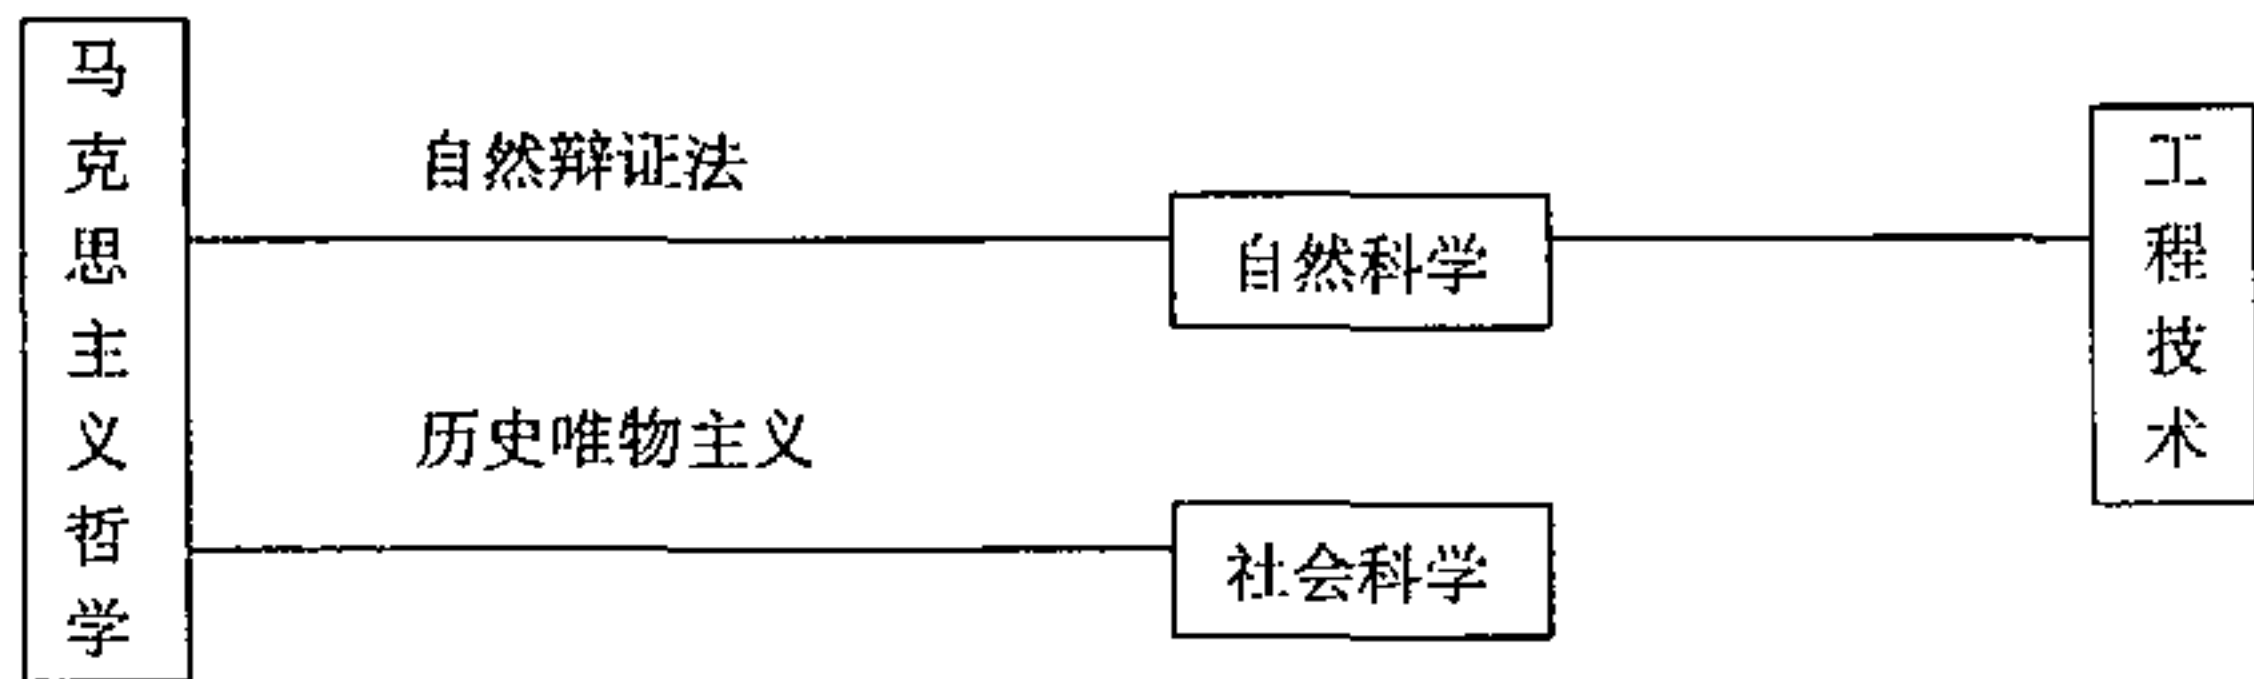 马克思主义哲学
自然辩证法
自然科学
历史唯物主义
社会科学
工程技术